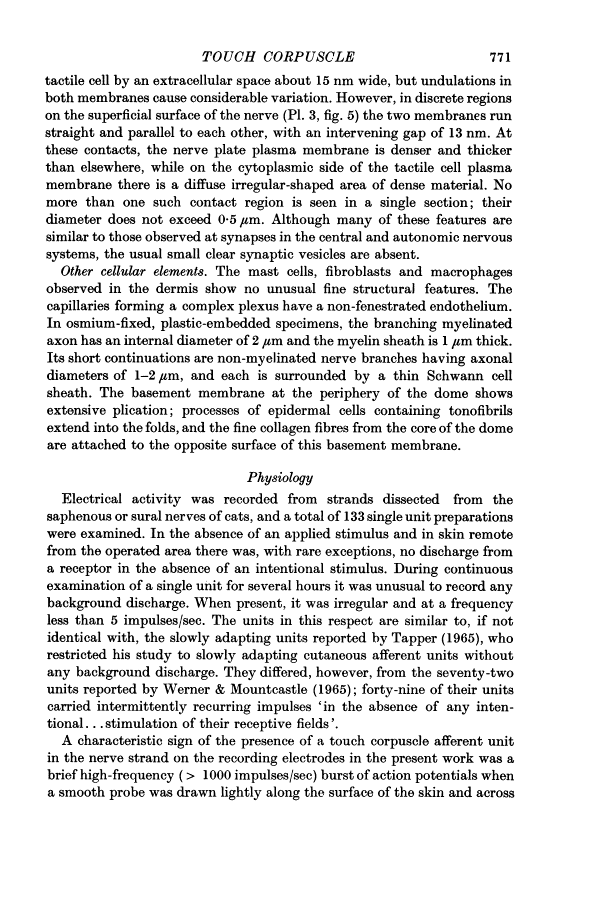 TOUCH CORPUSCLE 771
tactile cell by an extracellular space about 15 nm wide, but undulations in
both membranes cause considerable variation. However, in discrete regions
on the superficial surface of the nerve (Pl. 3, fig. 5) the two membranes run
straight and parallel to each other, with an intervening gap of 13 nm. At
these contacts, the nerve plate plasma membrane is denser and thicker
than elsewhere, while on the cytoplasmic side of the tactile cell plasma
membrane there is a diffuse irregular-shaped area of dense material. No
more than one such contact region is seen in a single section; their
diameter does not exceed 0·5 μm. Although many of these features are
similar to those observed at synapses in the central and autonomic nervous
systems, the usual small clear synaptic vesicles are absent.
Other cellular elements. The mast cells, fibroblasts and macrophages
observed in the dermis show no unusual fine structural features. The
capillaries forming a complex plexus have a non-fenestrated endothelium.
In osmium-fixed, plastic-embedded specimens, the branching myelinated
axon has an internal diameter of 2 μm and the myelin sheath is 1 μm thick.
Its short continuations are non-myelinated nerve branches having axonal
diameters of 1–2 μm, and each is surrounded by a thin Schwann cell
sheath. The basement membrane at the periphery of the dome shows
extensive plication; processes of epidermal cells containing tonofibrils
extend into the folds, and the fine collagen fibres from the core of the dome
are attached to the opposite surface of this basement membrane.
Physiology
Electrical activity was recorded from strands dissected from the
saphenous or sural nerves of cats, and a total of 133 single unit preparations
were examined. In the absence of an applied stimulus and in skin remote
from the operated area there was, with rare exceptions, no discharge from
a receptor in the absence of an intentional stimulus. During continuous
examination of a single unit for several hours it was unusual to record any
background discharge. When present, it was irregular and at a frequency
less than 5 impulses/sec. The units in this respect are similar to, if not
identical with, the slowly adapting units reported by Tapper (1965), who
restricted his study to slowly adapting cutaneous afferent units without
any background discharge. They differed, however, from the seventy-two
units reported by Werner & Mountcastle (1965); forty-nine of their units
carried intermittently recurring impulses ‘in the absence of any inten-
tional...stimulation of their receptive fields’.
A characteristic sign of the presence of a touch corpuscle afferent unit
in the nerve strand on the recording electrodes in the present work was a
brief high-frequency (> 1000 impulses/sec) burst of action potentials when
a smooth probe was drawn lightly along the surface of the skin and across